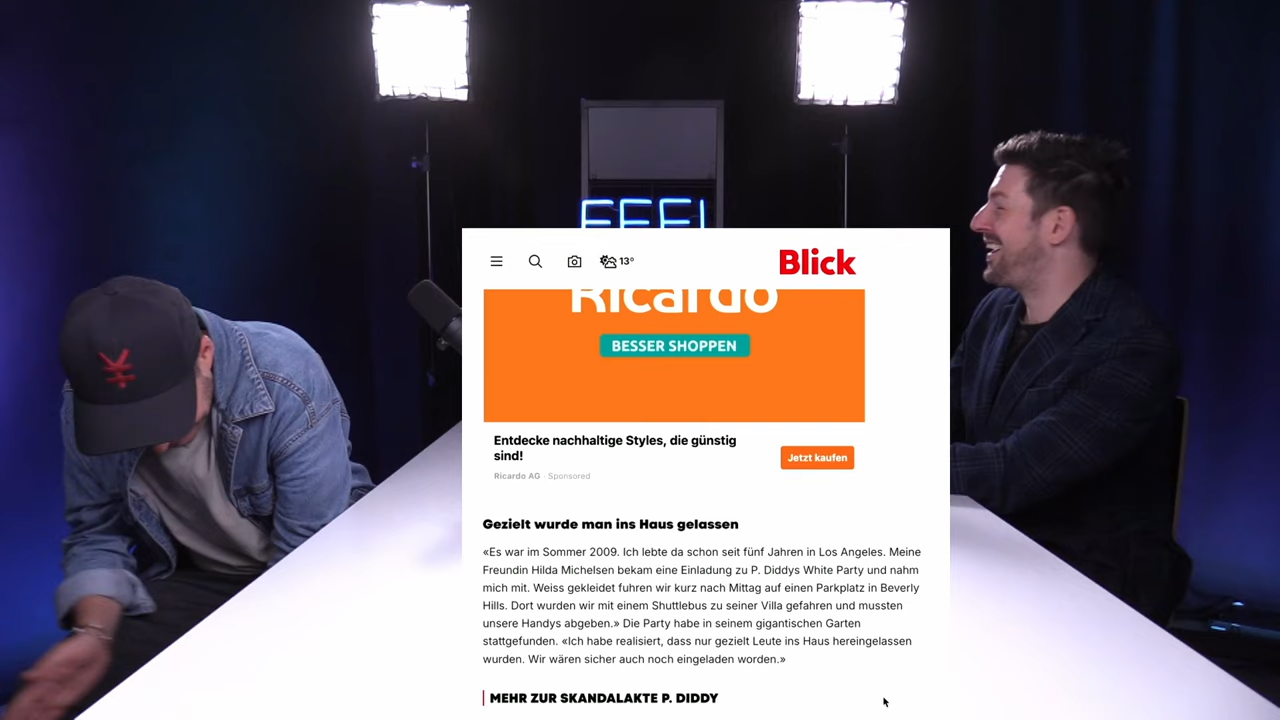 FEEL
13°
Blick
Ricardo
BESSER SHOPPEN
Entdecke nachhaltige Styles, die günstig
sind!
Jetzt kaufen
Ricardo AG · Sponsored
Gezielt wurde man ins Haus gelassen
«Es war im Sommer 2009. Ich lebte da schon seit fünf Jahren in Los Angeles. Meine
Freundin Hilda Michelsen bekam eine Einladung zu P. Diddys White Party und nahm
mich mit. Weiss gekleidet fuhren wir kurz nach Mittag auf einen Parkplatz in Beverly
Hills. Dort wurden wir mit einem Shuttlebus zu seiner Villa gefahren und mussten
unsere Handys abgeben.» Die Party habe in seinem gigantischen Garten
stattgefunden. «Ich habe realisiert, dass nur gezielt Leute ins Haus hereingelassen
wurden. Wir wären sicher auch noch eingeladen worden.»
MEHR ZUR SKANDALAKTE P. DIDDY